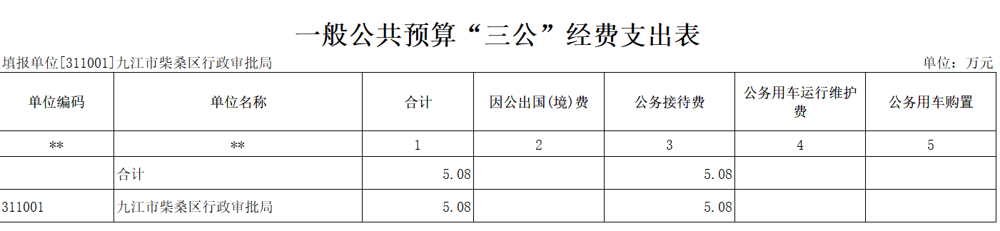 一般公共预算“三公”经费支出表
填报单位[311001]九江市柴桑区行政审批局 单位：万元
单位编码 单位名称 合计 因公出国(境)费 公务接待费 公务用车运行维护费 公务用车购置
** ** 1 2 3 4 5
合计 5.08 5.08
311001 九江市柴桑区行政审批局 5.08 5.08